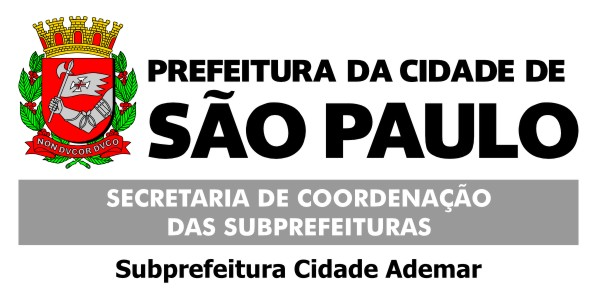 PREFEITURA DA CIDADE DE
SÃO PAULO
NON DVCOR DVCO
SECRETARIA DE COORDENAÇÃO
DAS SUBPREFEITURAS
Subprefeitura Cidade Ademar